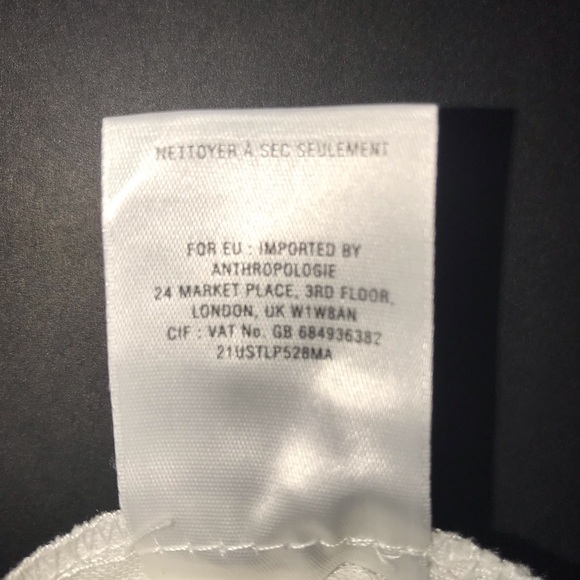 NETTOYER À SEC SEULEMENT
FOR EU : IMPORTED BY
ANTHROPOLOGIE
24 MARKET PLACE, 3RD FLOOR,
LONDON, UK W1W8AN
CIF : VAT No. GB 684936382
21USTLP528MA